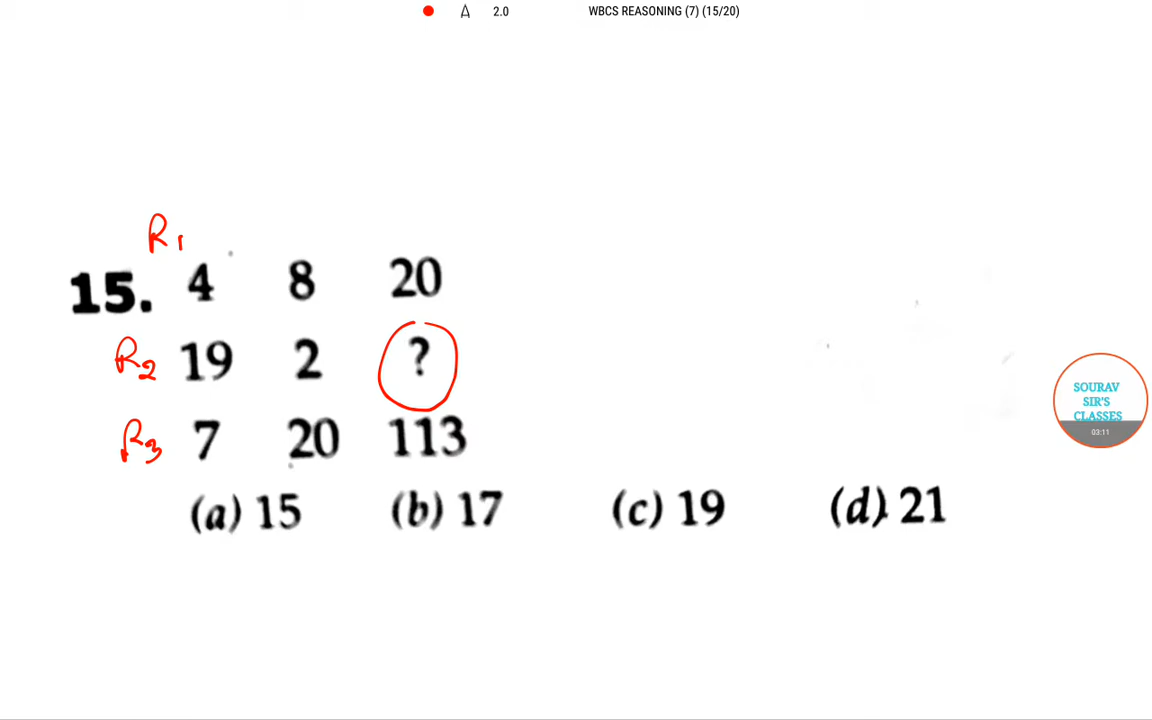 A 2.0 WBCS REASONING (7) (15/20)
R1
15. 4 8 20
R2 19 2 ?
R3 7 20 113
(a) 15 (b) 17 (c) 19 (d) 21
SOURAV
SIR'S
CLASSES
03:11